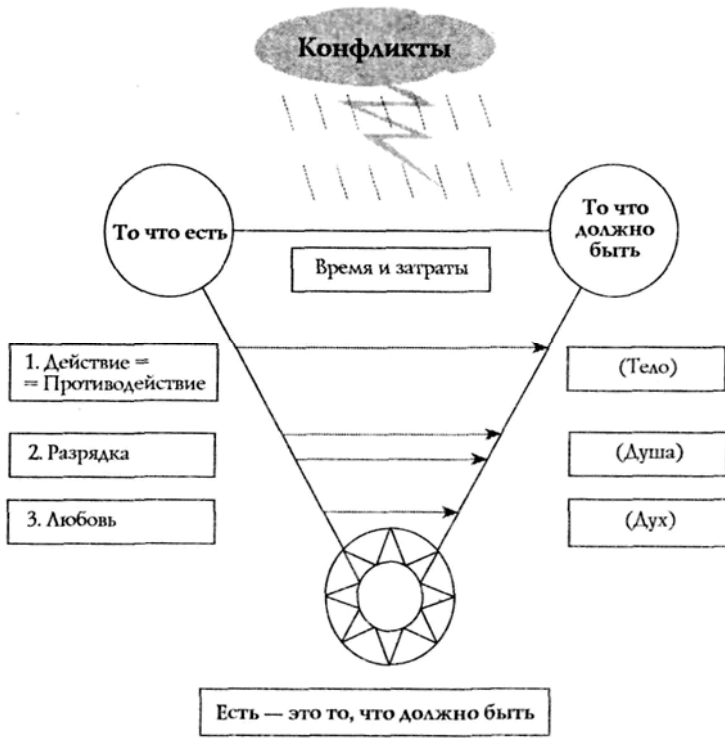 Конфликты
То что есть
То что
должно
быть
Время и затраты
1. Действие =
= Противодействие
(Тело)
2. Разрядка
(Душа)
3. Любовь
(Дух)
Есть — это то, что должно быть